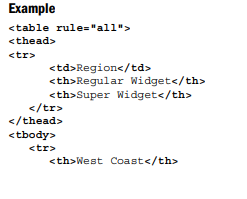 Example
<table rule="all">
<thead>
<tr>
<td>Region</td>
<th>Regular Widget</th>
<th>Super Widget</th>
</tr>
</thead>
<tbody>
<tr>
<th>West Coast</th>